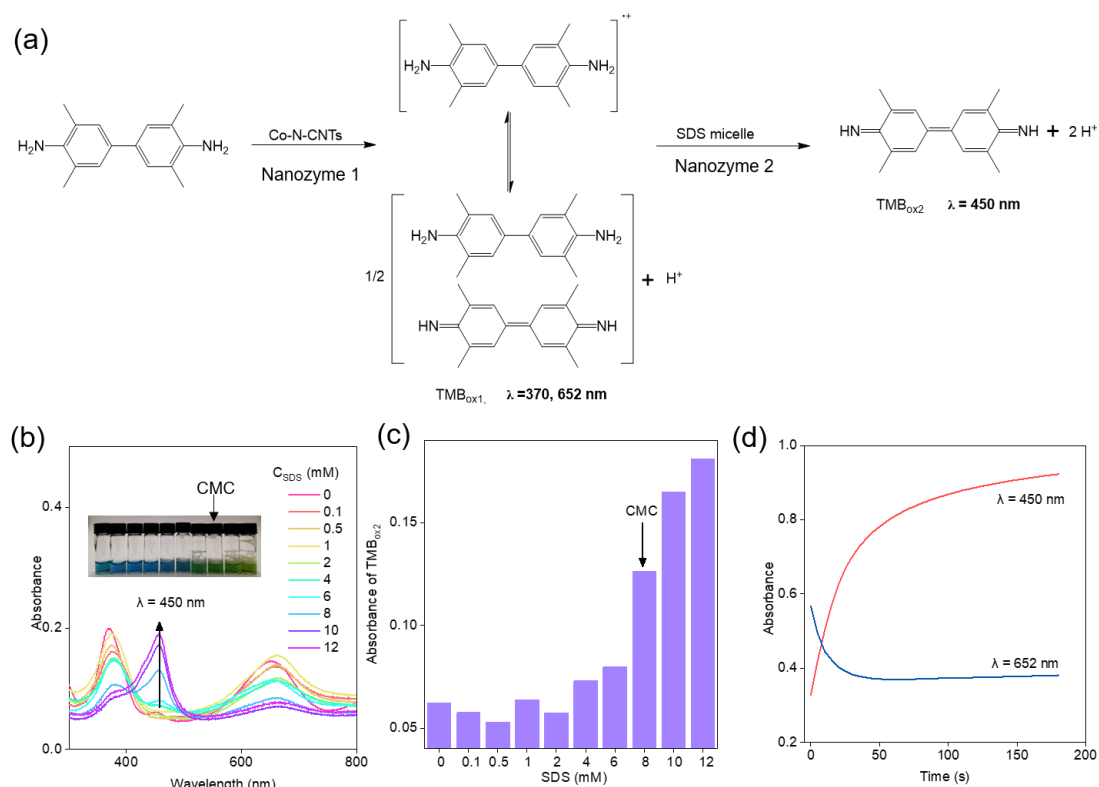 (a)
H₂N
NH₂
Co-N-CNTs
Nanozyme 1
H₂N
NH₂
•+
1/2
H₂N
NH₂
HN
NH
+ H⁺
TMBox1, λ =370, 652 nm
SDS micelle
Nanozyme 2
HN
NH
+ 2 H⁺
TMBox2 λ = 450 nm
(b)
Absorbance
0.4
0.2
0.0
400
600
800
Wavelength (nm)
CMC
λ = 450 nm
CSDS (mM)
0
0.1
0.5
1
2
4
6
8
10
12
(c)
Absorbance of TMBox2
0.15
0.10
0.05
CMC
0 0.1 0.5 1 2 4 6 8 10 12
SDS (mM)
(d)
Absorbance
1.0
0.8
0.6
0.4
0.2
λ = 450 nm
λ = 652 nm
0 50 100 150 200
Time (s)